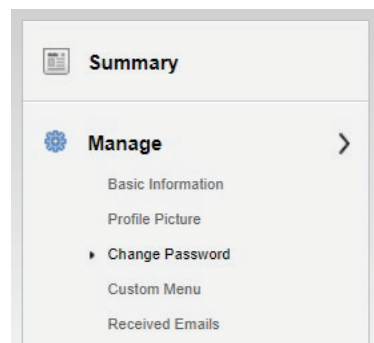 Summary
Manage
Basic Information
Profile Picture
Change Password
Custom Menu
Received Emails